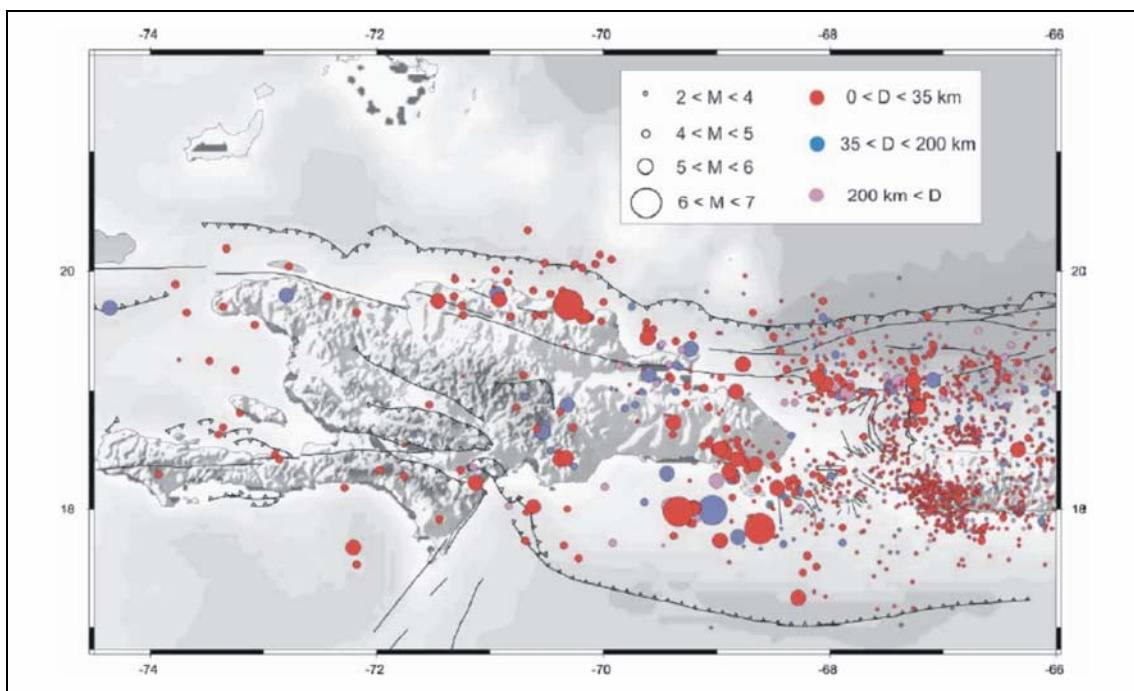 -74 -72 -70 -68 -66
2 < M < 4 0 < D < 35 km
4 < M < 5 35 < D < 200 km
5 < M < 6 200 km < D
6 < M < 7
20 20
18 18
-74 -72 -70 -68 -66